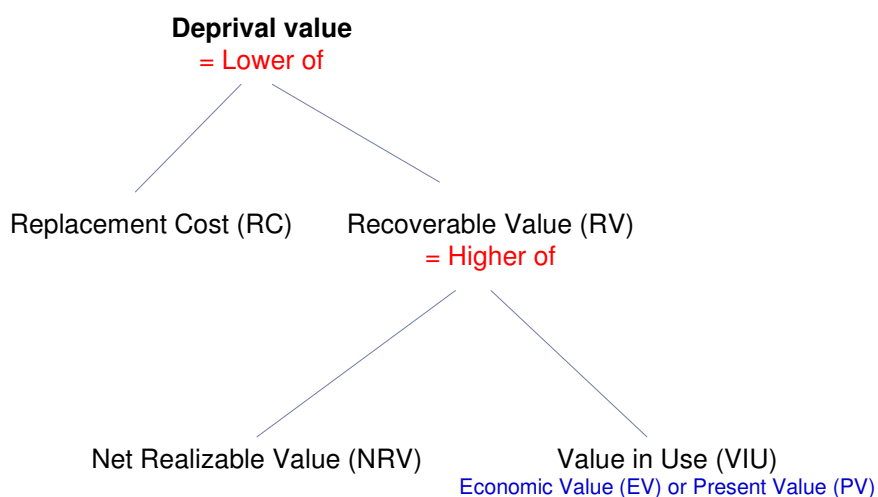 Deprival value
= Lower of
Replacement Cost (RC)
Recoverable Value (RV)
= Higher of
Net Realizable Value (NRV)
Value in Use (VIU)
Economic Value (EV) or Present Value (PV)